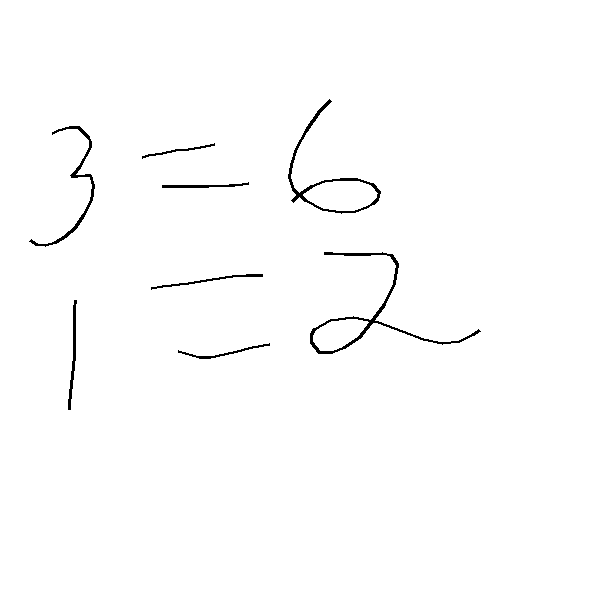 3 = 6
1 = 2